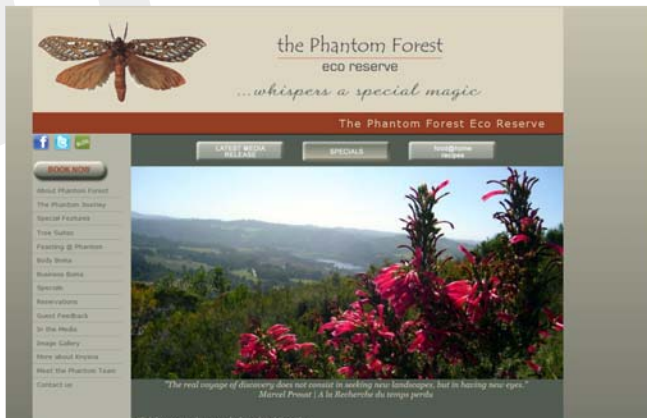 the Phantom Forest
eco reserve
...whispers a special magic
The Phantom Forest Eco Reserve
LATEST MEDIA
RELEASE
SPECIALS
food@home
recipes
BOOK NOW
About Phantom Forest
The Phantom Journey
Special Features
Tree Suites
Feasting @ Phantom
Body Boma
Business Boma
Specials
Reservations
Guest Feedback
In the Media
Image Gallery
More about Knysna
Meet the Phantom Team
Contact us
"The real voyage of discovery does not consist in seeking new landscapes, but in having new eyes."
Marcel Proust | A la Recherche du temps perdu